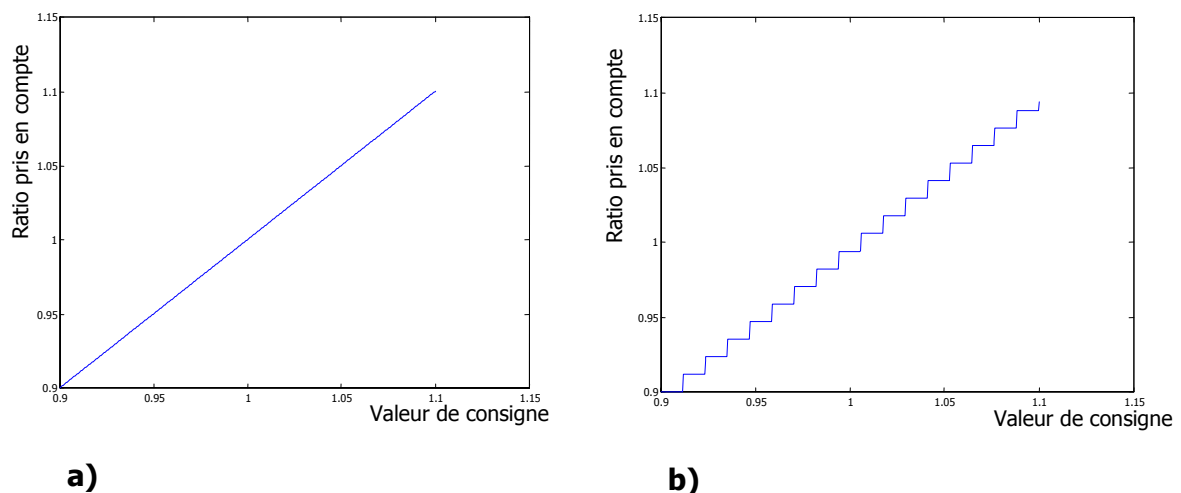 1.15
1.1
1.05
1
0.95
0.9
Ratio pris en compte
0.9 0.95 1 1.05 1.1 1.15
Valeur de consigne
a)
1.15
1.1
1.05
1
0.95
0.9
Ratio pris en compte
0.9 0.95 1 1.05 1.1 1.15
Valeur de consigne
b)